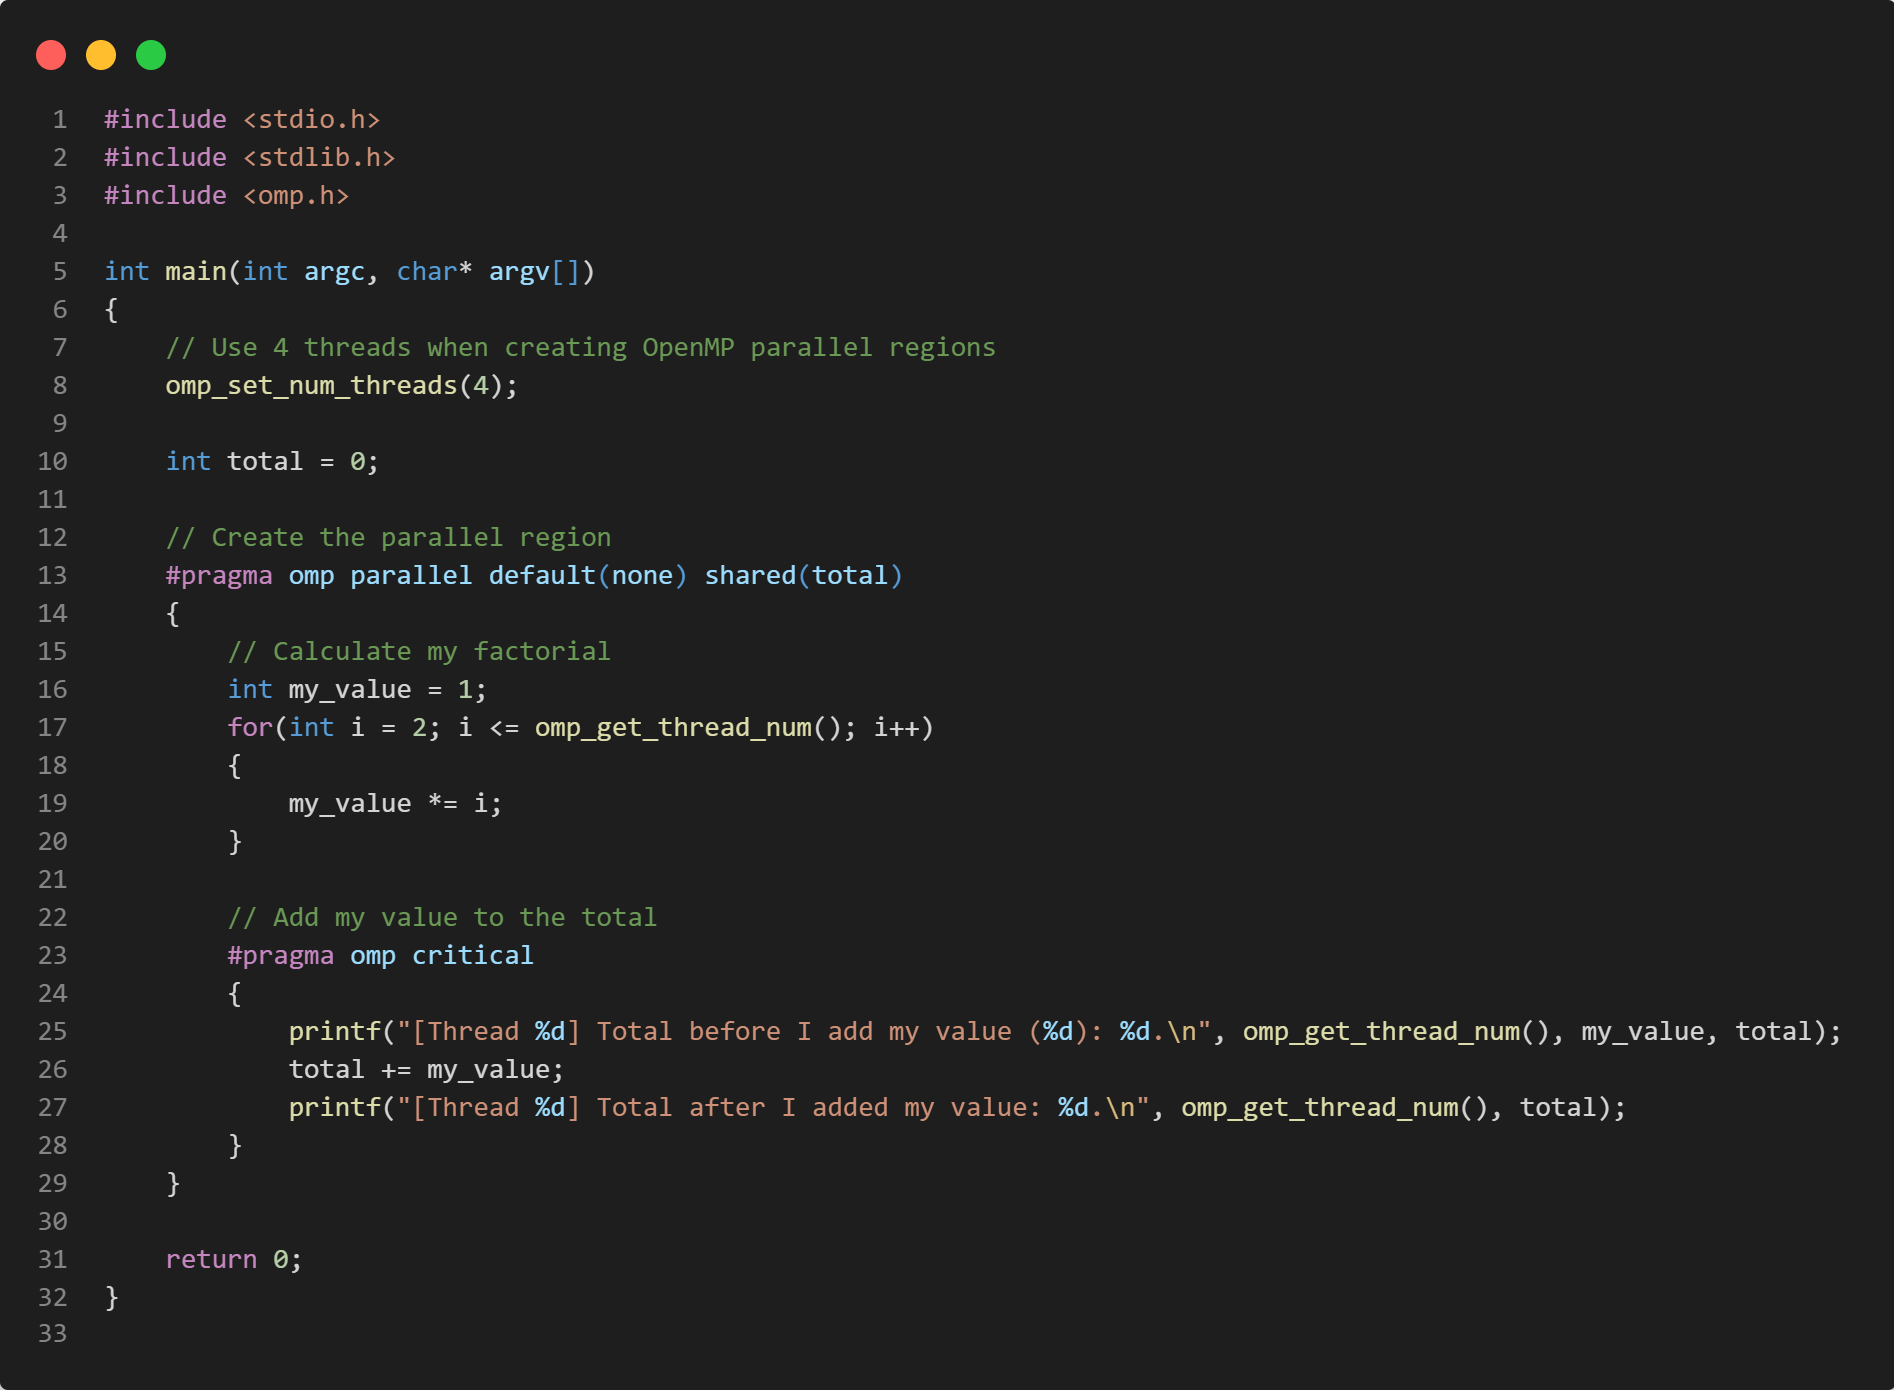 1 #include <stdio.h>
2 #include <stdlib.h>
3 #include <omp.h>
4
5 int main(int argc, char* argv[])
6 {
7     // Use 4 threads when creating OpenMP parallel regions
8     omp_set_num_threads(4);
9
10     int total = 0;
11
12     // Create the parallel region
13     #pragma omp parallel default(none) shared(total)
14     {
15         // Calculate my factorial
16         int my_value = 1;
17         for(int i = 2; i <= omp_get_thread_num(); i++)
18         {
19             my_value *= i;
20         }
21
22         // Add my value to the total
23         #pragma omp critical
24         {
25             printf("[Thread %d] Total before I add my value (%d): %d.\n", omp_get_thread_num(), my_value, total);
26             total += my_value;
27             printf("[Thread %d] Total after I added my value: %d.\n", omp_get_thread_num(), total);
28         }
29     }
30
31     return 0;
32 }
33